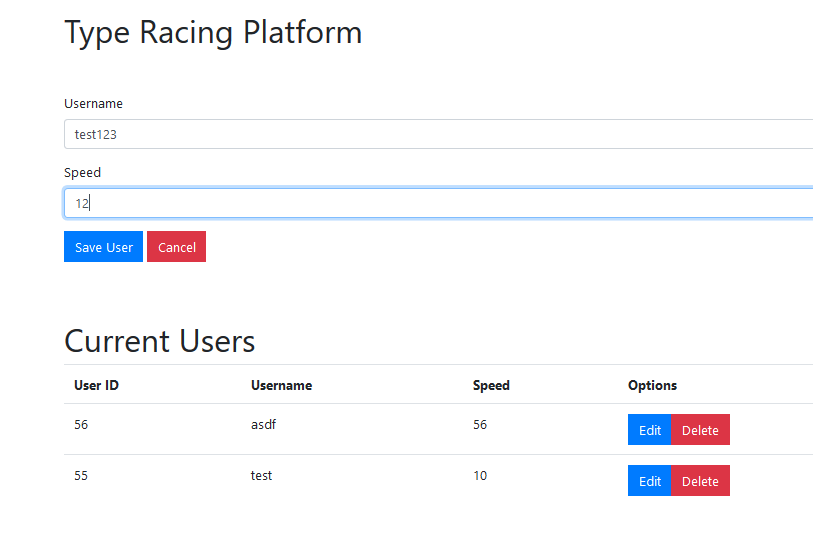 Type Racing Platform
Username
test123
Speed
12
Save User Cancel
Current Users
User ID Username Speed Options
56 asdf 56 Edit Delete
55 test 10 Edit Delete